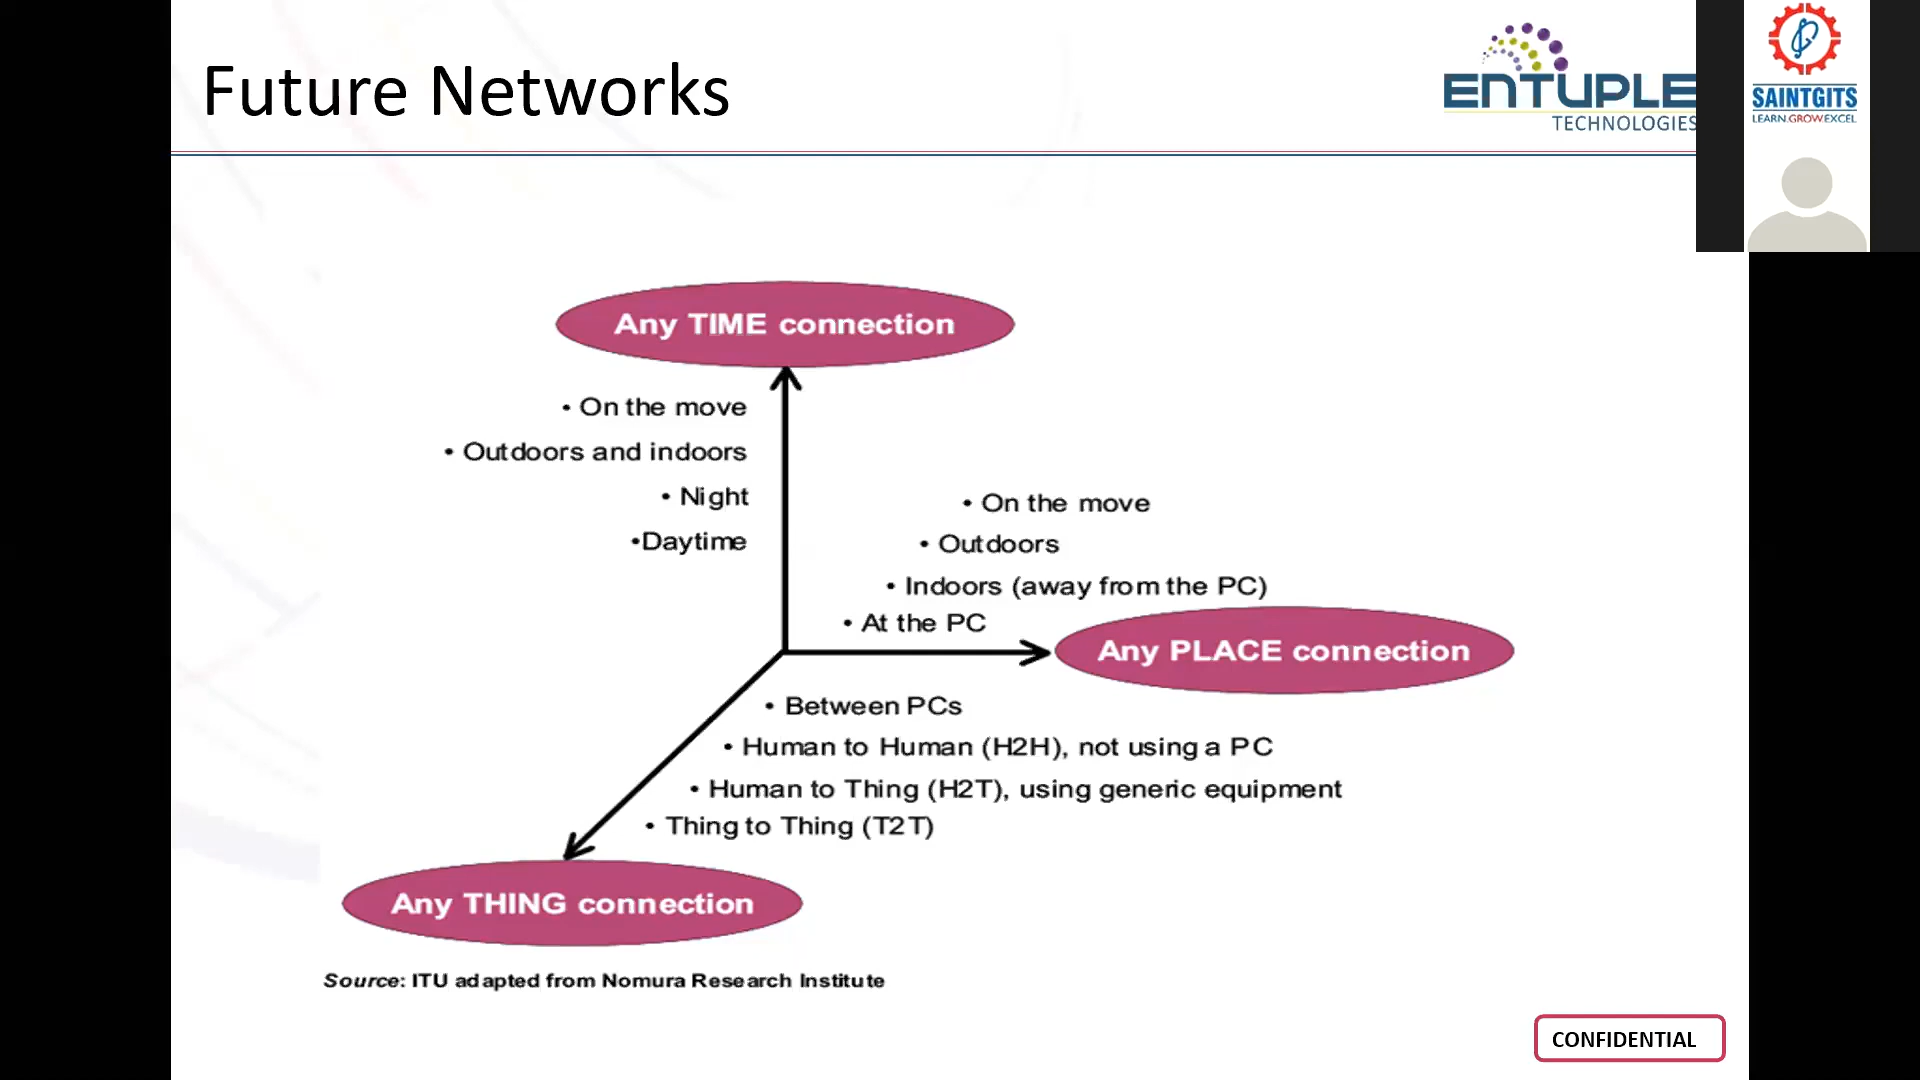 Future Networks
ENTUPLE
TECHNOLOGIES
SAINTGITS
LEARN.GROW.EXCEL
Any TIME connection
• On the move
• Outdoors and indoors
• Night
•Daytime
• On the move
• Outdoors
• Indoors (away from the PC)
• At the PC
Any PLACE connection
• Between PCs
• Human to Human (H2H), not using a PC
• Human to Thing (H2T), using generic equipment
• Thing to Thing (T2T)
Any THING connection
Source: ITU adapted from Nomura Research Institute
CONFIDENTIAL